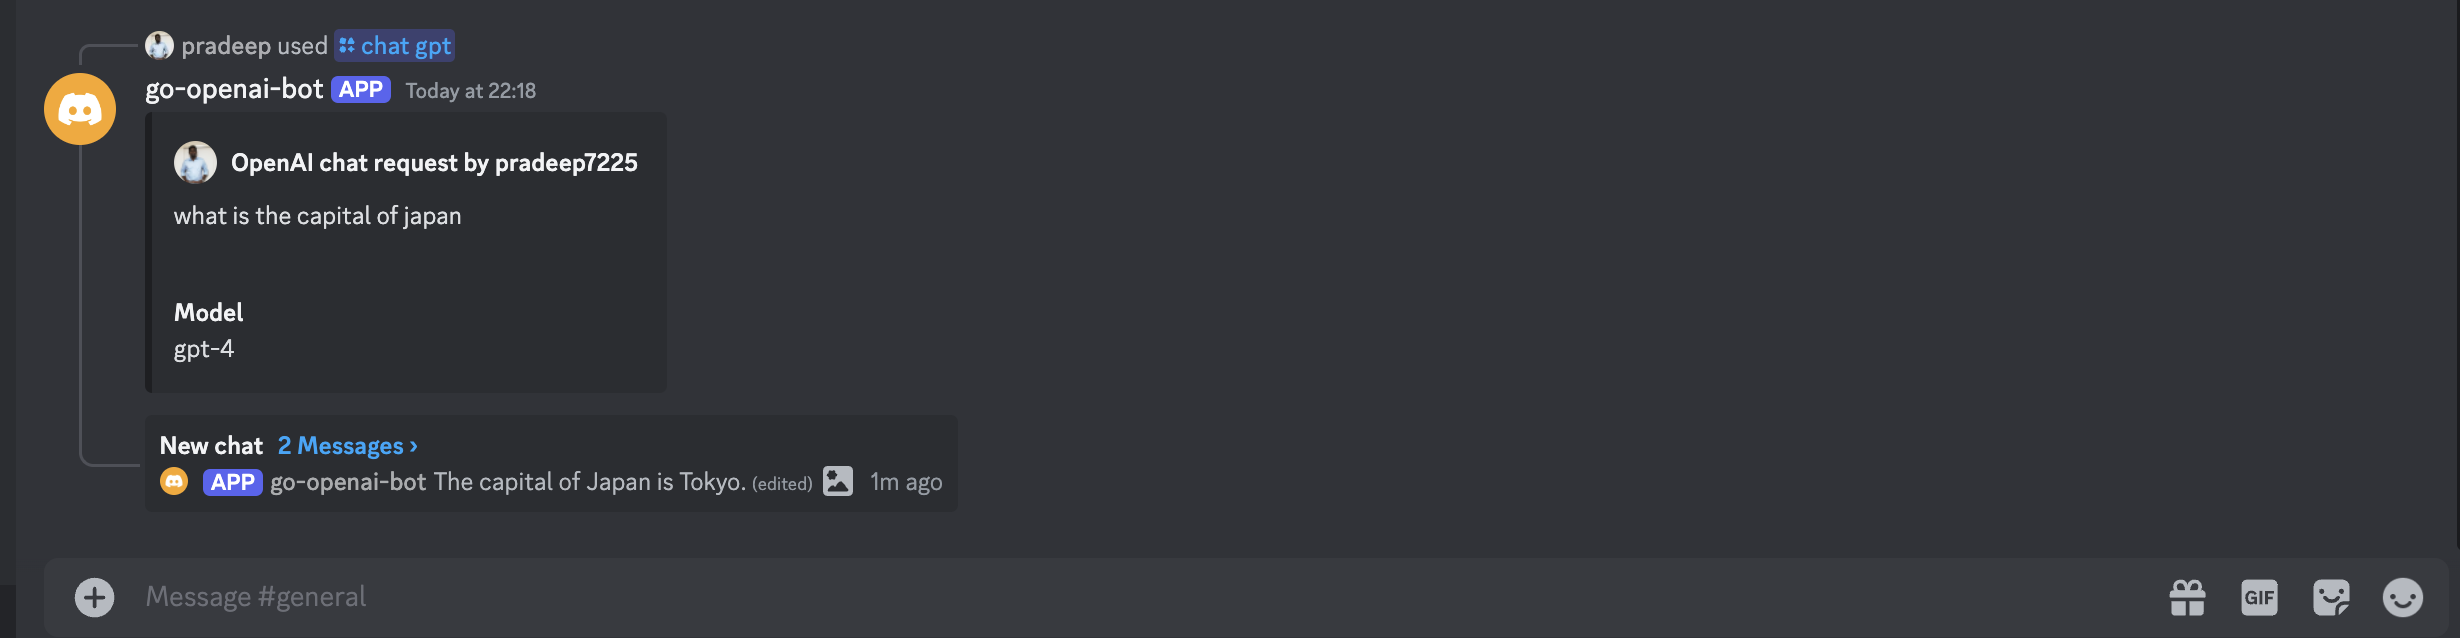 pradeep used chat gpt
go-openai-bot APP Today at 22:18
OpenAI chat request by pradeep7225
what is the capital of japan
Model
gpt-4
New chat 2 Messages ›
APP go-openai-bot The capital of Japan is Tokyo. (edited) 1m ago
Message #general
GIF